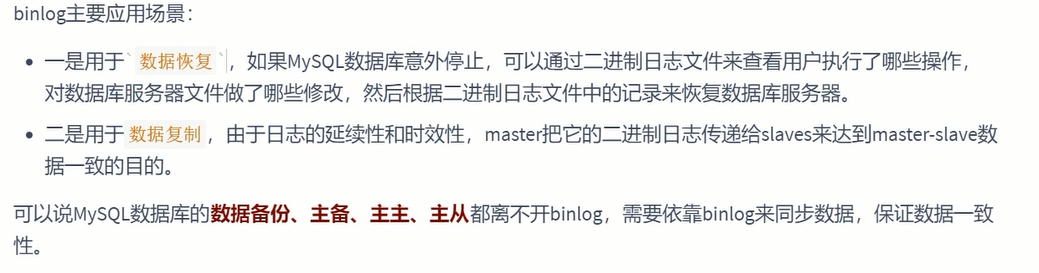 binlog主要应用场景：
• 一是用于`数据恢复`，如果MySQL数据库意外停止，可以通过二进制日志文件来查看用户执行了哪些操作，
对数据库服务器文件做了哪些修改，然后根据二进制日志文件中的记录来恢复数据库服务器。
• 二是用于数据复制，由于日志的延续性和时效性，master把它的二进制日志传递给slaves来达到master-slave数
据一致的目的。
可以说MySQL数据库的数据备份、主备、主主、主从都离不开binlog，需要依靠binlog来同步数据，保证数据一致
性。